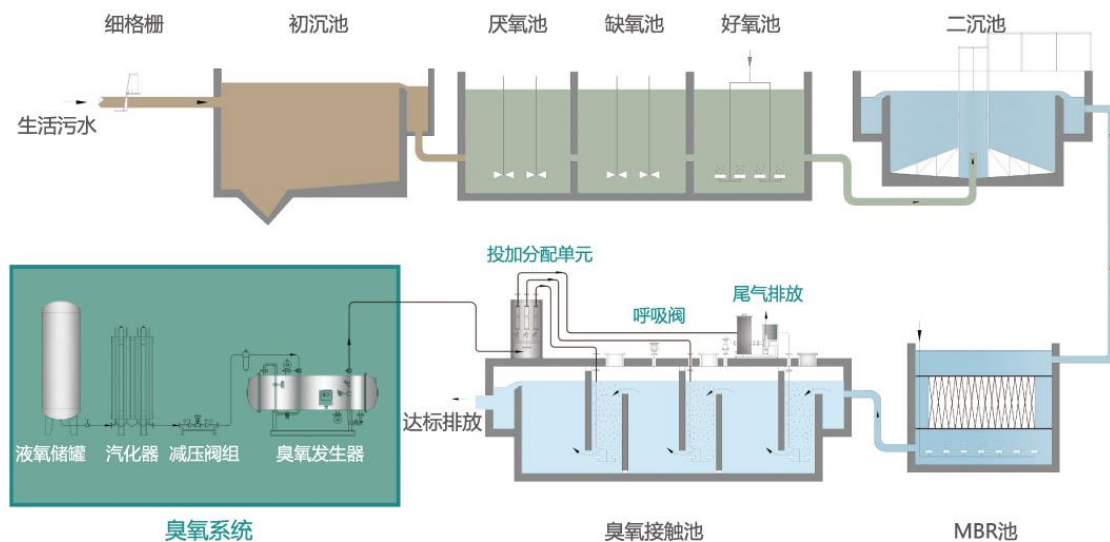 细格栅
初沉池
厌氧池
缺氧池
好氧池
二沉池
生活污水
投加分配单元
尾气排放
呼吸阀
达标排放
液氧储罐
汽化器
减压阀组
臭氧发生器
臭氧系统
臭氧接触池
MBR池